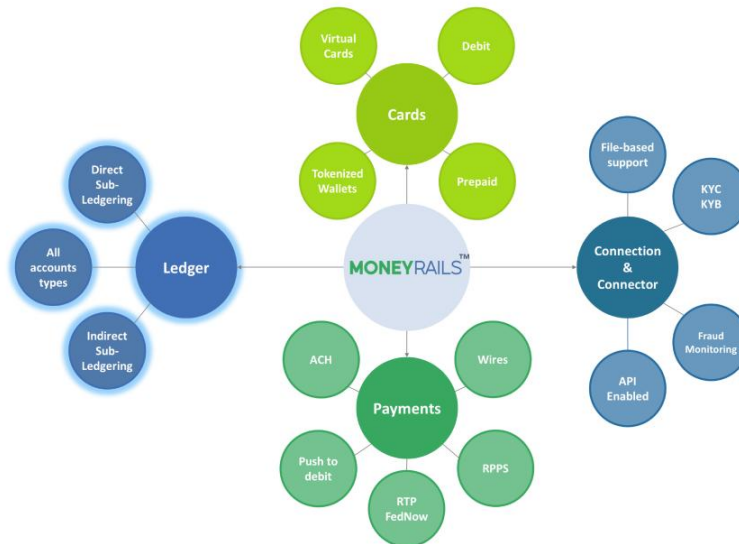 Virtual
Cards
Debit
Cards
Tokenized
Wallets
Prepaid
Direct
Sub-
Ledgering
All
accounts
types
Indirect
Sub-
Ledgering
Ledger
MONEYRAILS™
File-based
support
KYC
KYB
Connection
&
Connector
Fraud
Monitoring
API
Enabled
ACH
Wires
Payments
Push to
debit
RPPS
RTP
FedNow